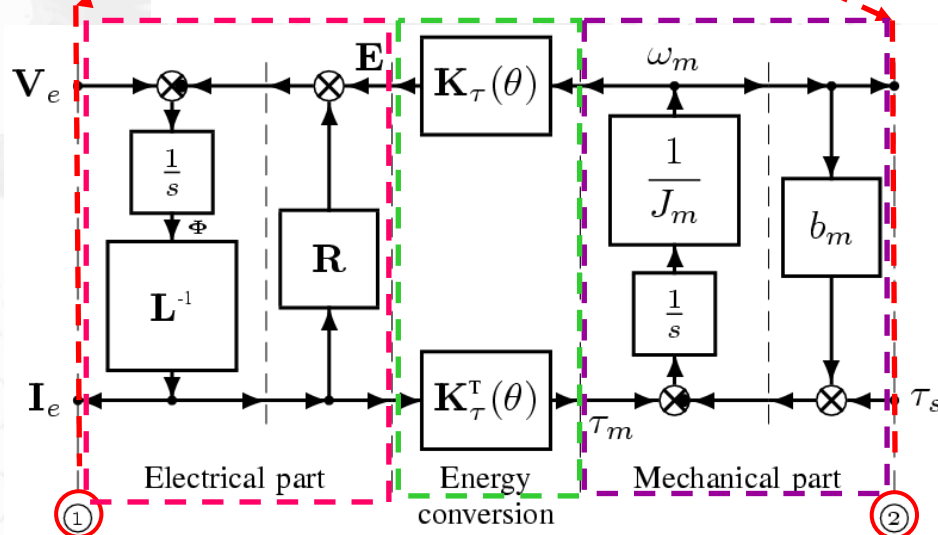 V_e
E
K_τ(θ)
ω_m
1/s
Φ
L^-1
R
1/J_m
b_m
1/s
I_e
K_τ^T(θ)
τ_m
τ_s
Electrical part
Energy
conversion
Mechanical part
①
②